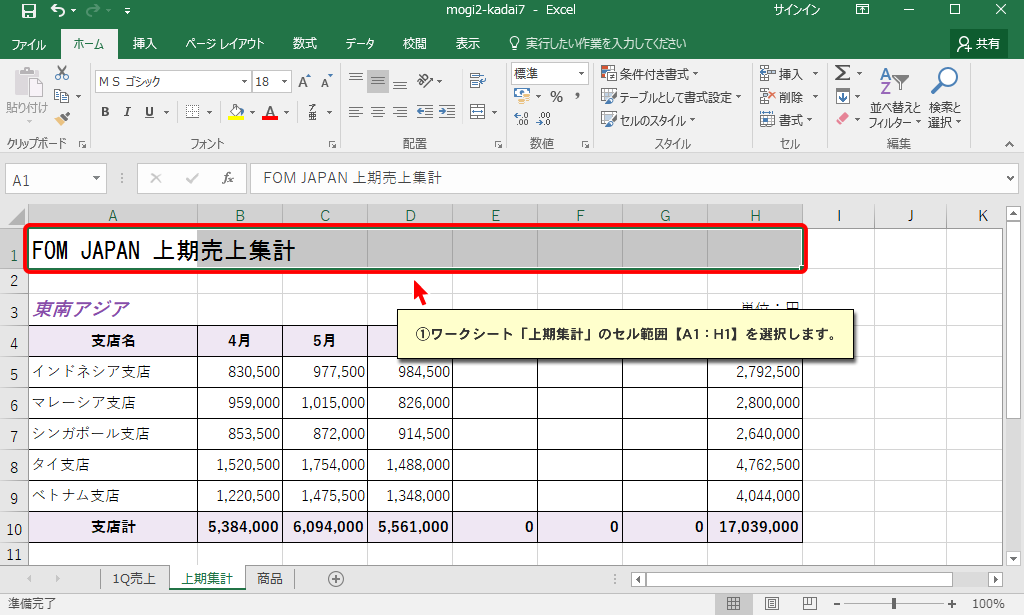 mogi2-kadai7 - Excel
サインイン
ファイル ホーム 挿入 ページ レイアウト 数式 データ 校閲 表示 実行したい作業を入力してください 共有
貼り付け
ＭＳ ゴシック 18 A A
B I U A
標準
% ,
条件付き書式
テーブルとして書式設定
セルのスタイル
挿入
削除
書式
Σ
並べ替えと
フィルター
検索と
選択
クリップボード フォント 配置 数値 スタイル セル 編集
A1 fx FOM JAPAN 上期売上集計
A B C D E F G H I J K
1 FOM JAPAN 上期売上集計
2
3 東南アジア 単位：円
①ワークシート「上期集計」のセル範囲【A1：H1】を選択します。
4 支店名 4月 5月
5 インドネシア支店 830,500 977,500 984,500 2,792,500
6 マレーシア支店 959,000 1,015,000 826,000 2,800,000
7 シンガポール支店 853,500 872,000 914,500 2,640,000
8 タイ支店 1,520,500 1,754,000 1,488,000 4,762,500
9 ベトナム支店 1,220,500 1,475,500 1,348,000 4,044,000
10 支店計 5,384,000 6,094,000 5,561,000 0 0 0 17,039,000
11
1Q売上 上期集計 商品
準備完了 100%